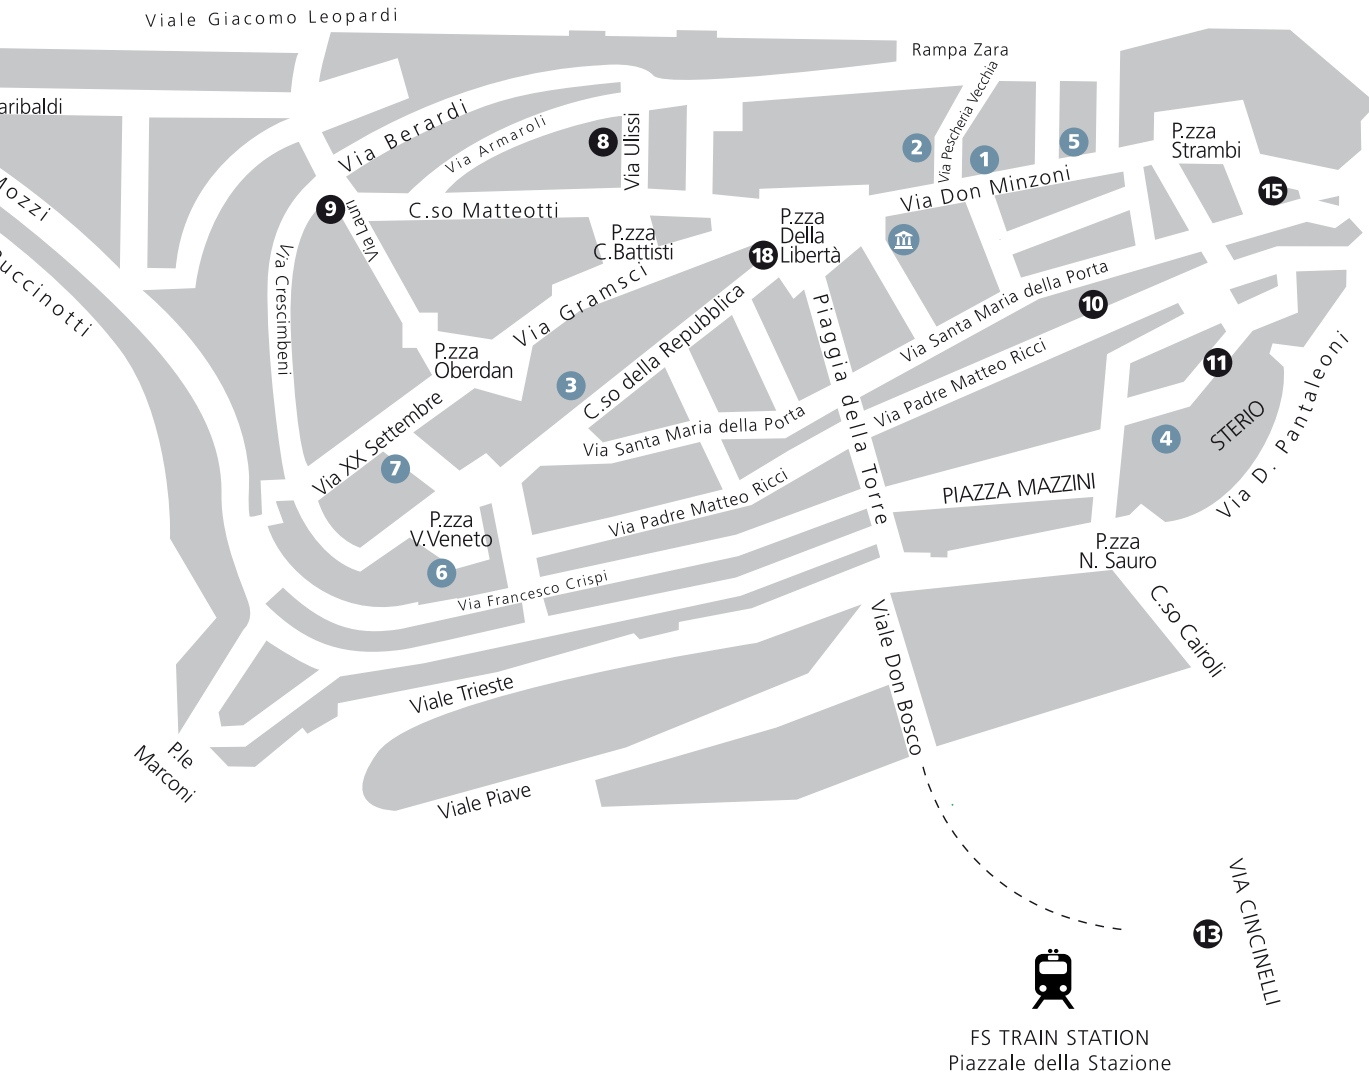 Viale Giacomo Leopardi
Rampa Zara
aribaldi
Via Berardi
Via Armaroli
8
Via Ulissi
Via Pescheria Vecchia
2
1
5
P.zza
Strambi
15
Mozzi
Puccinotti
9
Via Lauri
C.so Matteotti
P.zza
C.Battisti
18
P.zza
Della
Libertà
Via Don Minzoni
Via Crescimbeni
Via Gramsci
C.so della Repubblica
Piaggia della Torre
Via Santa Maria della Porta
10
Via Padre Matteo Ricci
11
P.zza
Oberdan
3
Via XX Settembre
7
Via Santa Maria della Porta
Via Padre Matteo Ricci
4
STERIO
Via D. Pantaleoni
PIAZZA MAZZINI
P.zza
V.Veneto
6
Via Francesco Crispi
P.zza
N. Sauro
C.so Cairoli
Viale Don Bosco
Viale Trieste
Viale Piave
P.le
Marconi
13
VIA CINCINELLI
FS TRAIN STATION
Piazzale della Stazione